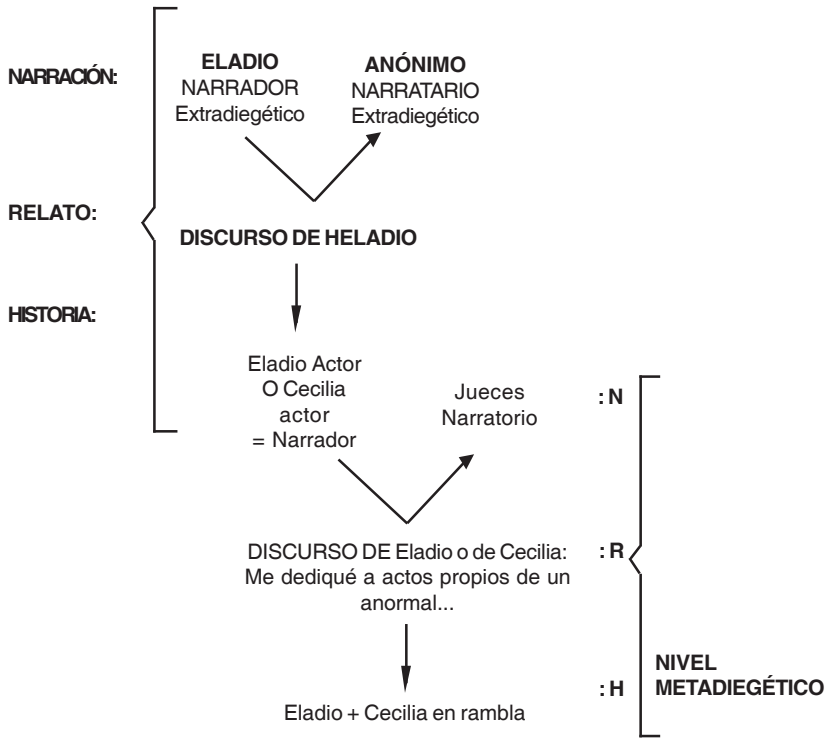 NARRACIÓN:
ELADIO
NARRADOR
Extradiegético
ANÓNIMO
NARRATARIO
Extradiegético
RELATO:
DISCURSO DE HELADIO
HISTORIA:
Eladio Actor
O Cecilia
actor
= Narrador
Jueces
Narratorio
: N
DISCURSO DE Eladio o de Cecilia:
Me dediqué a actos propios de un
anormal...
: R
Eladio + Cecilia en rambla
: H
NIVEL
METADIEGÉTICO